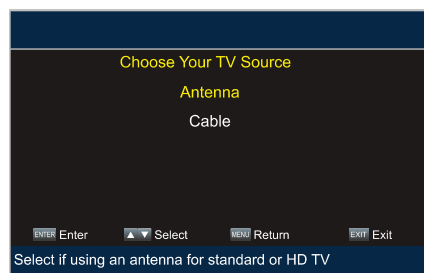 Choose Your TV Source
Antenna
Cable
ENTER Enter ▲ ▼ Select MENU Return EXIT Exit
Select if using an antenna for standard or HD TV